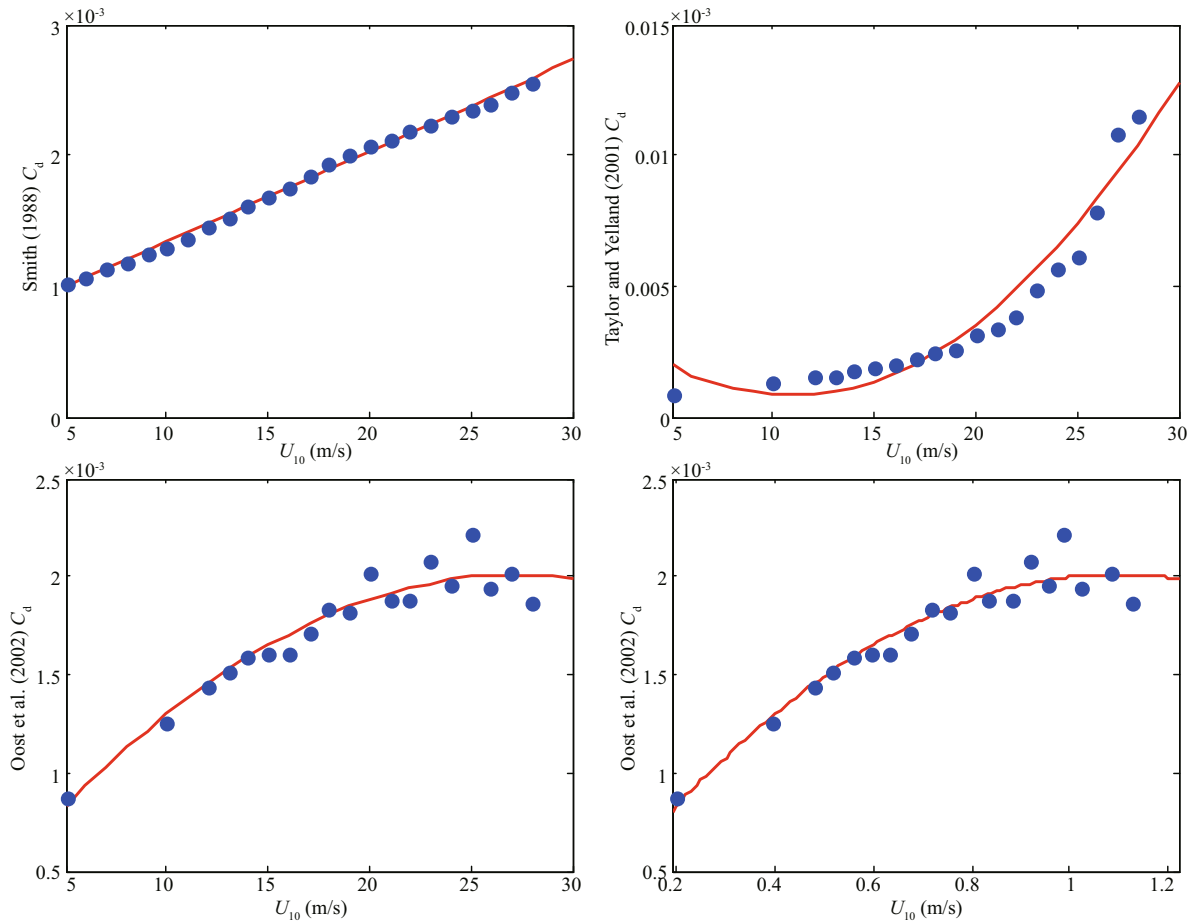 ×10⁻³
3
2
1
0
Smith (1988) C_d
5 10 15 20 25 30
U₁₀ (m/s)
×10⁻³
0.015
0.01
0.005
0
Taylor and Yelland (2001) C_d
5 10 15 20 25 30
U₁₀ (m/s)
×10⁻³
2.5
2
1.5
1
0.5
Oost et al. (2002) C_d
5 10 15 20 25 30
U₁₀ (m/s)
×10⁻³
2.5
2
1.5
1
0.5
Oost et al. (2002) C_d
0.2 0.4 0.6 0.8 1 1.2
U₁₀ (m/s)